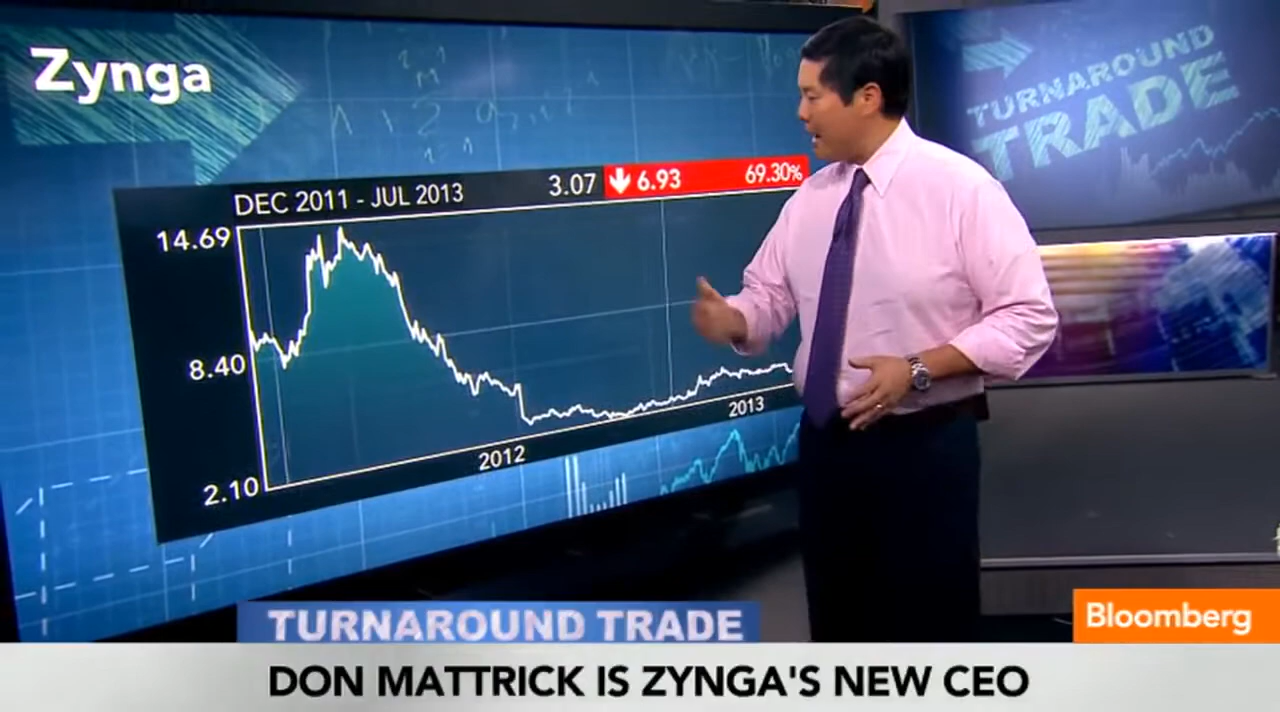 Zynga
TURNAROUND
TRADE
DEC 2011 - JUL 2013 3.07 6.93 69.30%
14.69
8.40
2.10
2012
2013
TURNAROUND TRADE
Bloomberg
DON MATTRICK IS ZYNGA'S NEW CEO